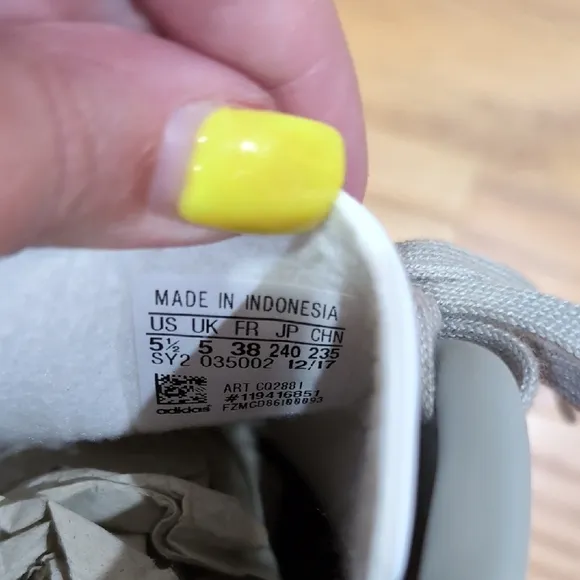 MADE IN INDONESIA
US UK FR JP CHN
5½ 5 38 240 235
SY2 035002 12/17
ART CQ2881
#119416851
adidas FZMCD86I00093